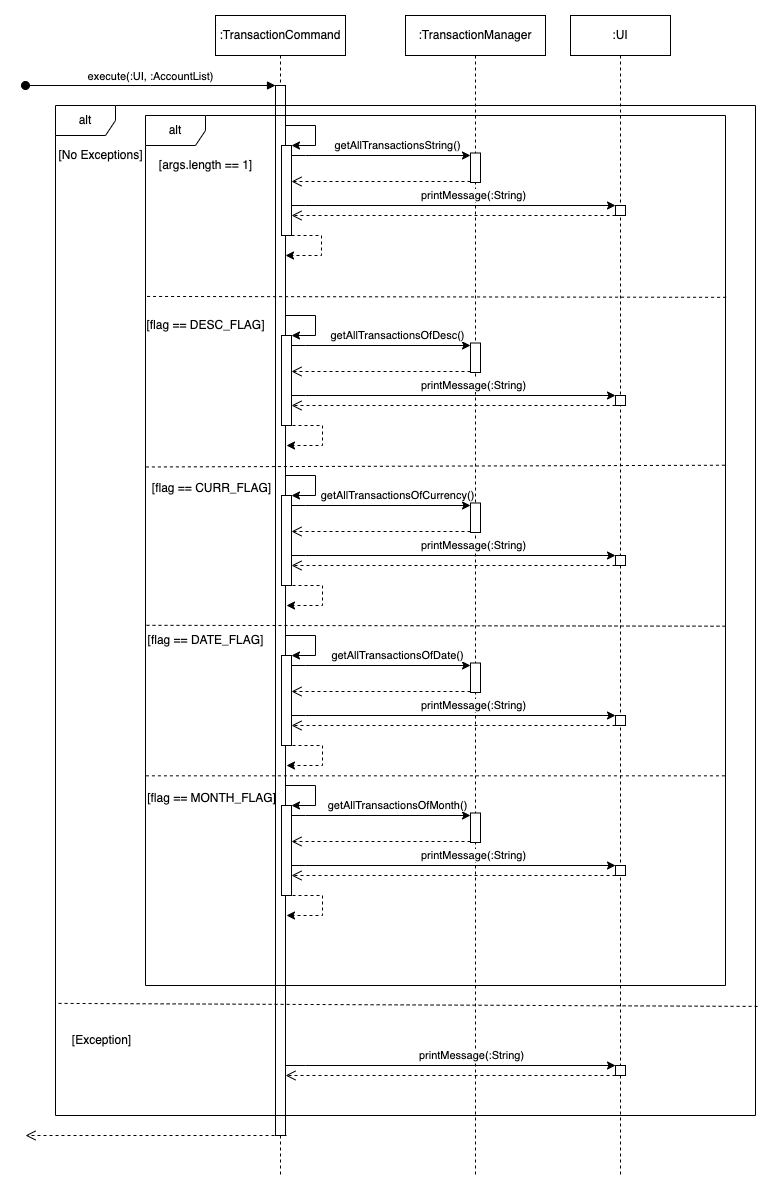 :TransactionCommand
:TransactionManager
:UI
execute(:UI, :AccountList)
alt
alt
[No Exceptions]
[args.length == 1]
getAllTransactionsString()
printMessage(:String)
[flag == DESC_FLAG]
getAllTransactionsOfDesc()
printMessage(:String)
[flag == CURR_FLAG]
getAllTransactionsOfCurrency()
printMessage(:String)
[flag == DATE_FLAG]
getAllTransactionsOfDate()
printMessage(:String)
[flag == MONTH_FLAG]
getAllTransactionsOfMonth()
printMessage(:String)
[Exception]
printMessage(:String)